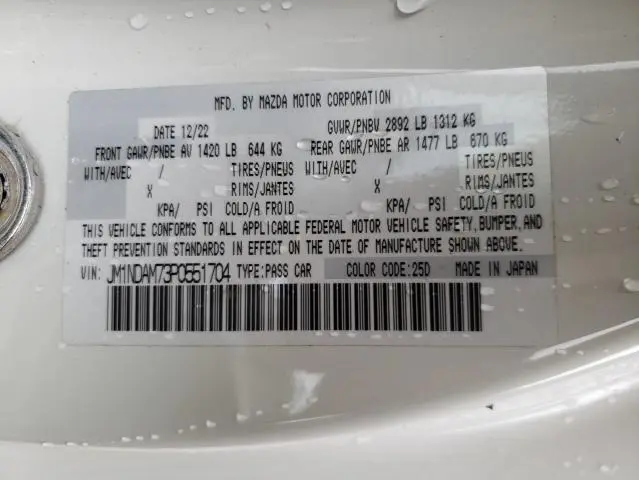 MFD. BY MAZDA MOTOR CORPORATION
DATE 12/22 GVWR/PNBV 2892 LB 1312 KG
FRONT GAWR/PNBE AV 1420 LB 644 KG REAR GAWR/PNBE AR 1477 LB 670 KG
WITH/AVEC / TIRES/PNEUS WITH/AVEC / TIRES/PNEUS
X RIMS/JANTES X RIMS/JANTES
KPA/ PSI COLD/A FROID KPA/ PSI COLD/A FROID
THIS VEHICLE CONFORMS TO ALL APPLICABLE FEDERAL MOTOR VEHICLE SAFETY, BUMPER, AND
THEFT PREVENTION STANDARDS IN EFFECT ON THE DATE OF MANUFACTURE SHOWN ABOVE.
VIN: JM1NDAM73P0551704 TYPE: PASS CAR COLOR CODE: 25D MADE IN JAPAN